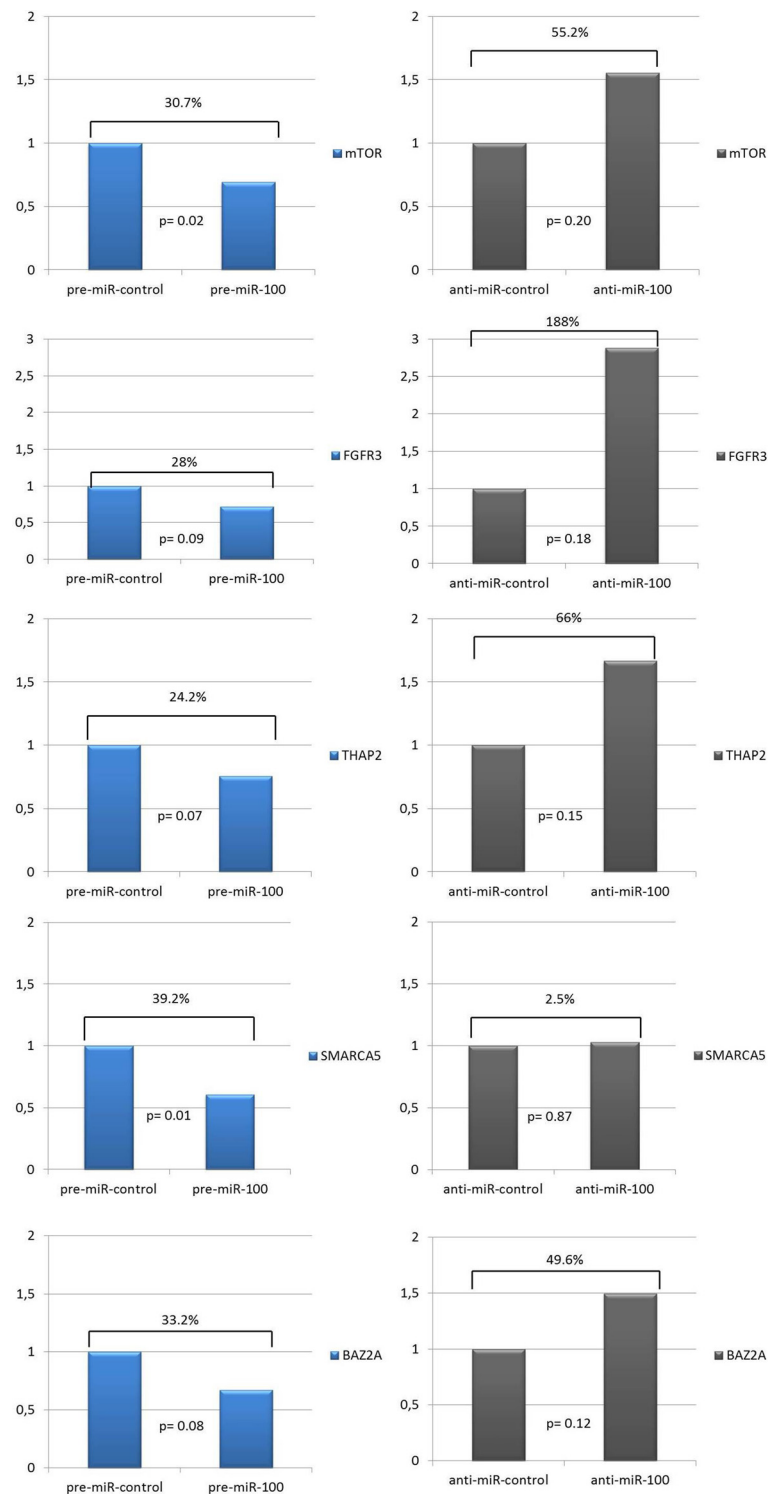 2
1,5
1
0,5
0
30.7%
p= 0.02
pre-miR-control pre-miR-100
mTOR
2
1,5
1
0,5
0
55.2%
p= 0.20
anti-miR-control anti-miR-100
mTOR
3
2,5
2
1,5
1
0,5
0
28%
p= 0.09
pre-miR-control pre-miR-100
FGFR3
3
2,5
2
1,5
1
0,5
0
188%
p= 0.18
anti-miR-control anti-miR-100
FGFR3
2
1,5
1
0,5
0
24.2%
p= 0.07
pre-miR-control pre-miR-100
THAP2
2
1,5
1
0,5
0
66%
p= 0.15
anti-miR-control anti-miR-100
THAP2
2
1,5
1
0,5
0
39.2%
p= 0.01
pre-miR-control pre-miR-100
SMARCA5
2
1,5
1
0,5
0
2.5%
p= 0.87
anti-miR-control anti-miR-100
SMARCA5
2
1,5
1
0,5
0
33.2%
p= 0.08
pre-miR-control pre-miR-100
BAZ2A
2
1,5
1
0,5
0
49.6%
p= 0.12
anti-miR-control anti-miR-100
BAZ2A